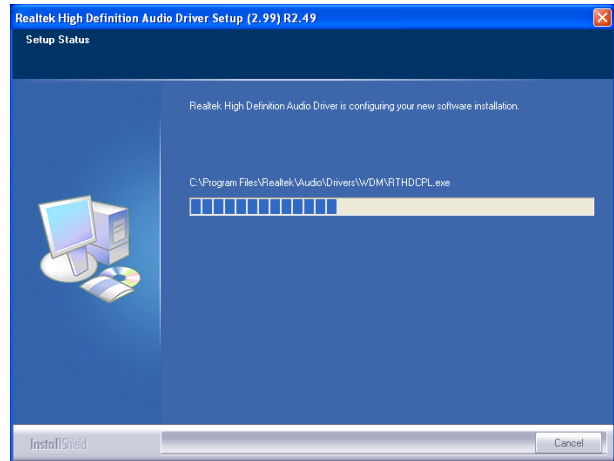 Realtek High Definition Audio Driver Setup (2.99) R2.49
Setup Status
Realtek High Definition Audio Driver is configuring your new software installation.
C:\Program Files\Realtek\Audio\Drivers\WDM\RTHDCPL.exe
InstallShield
Cancel